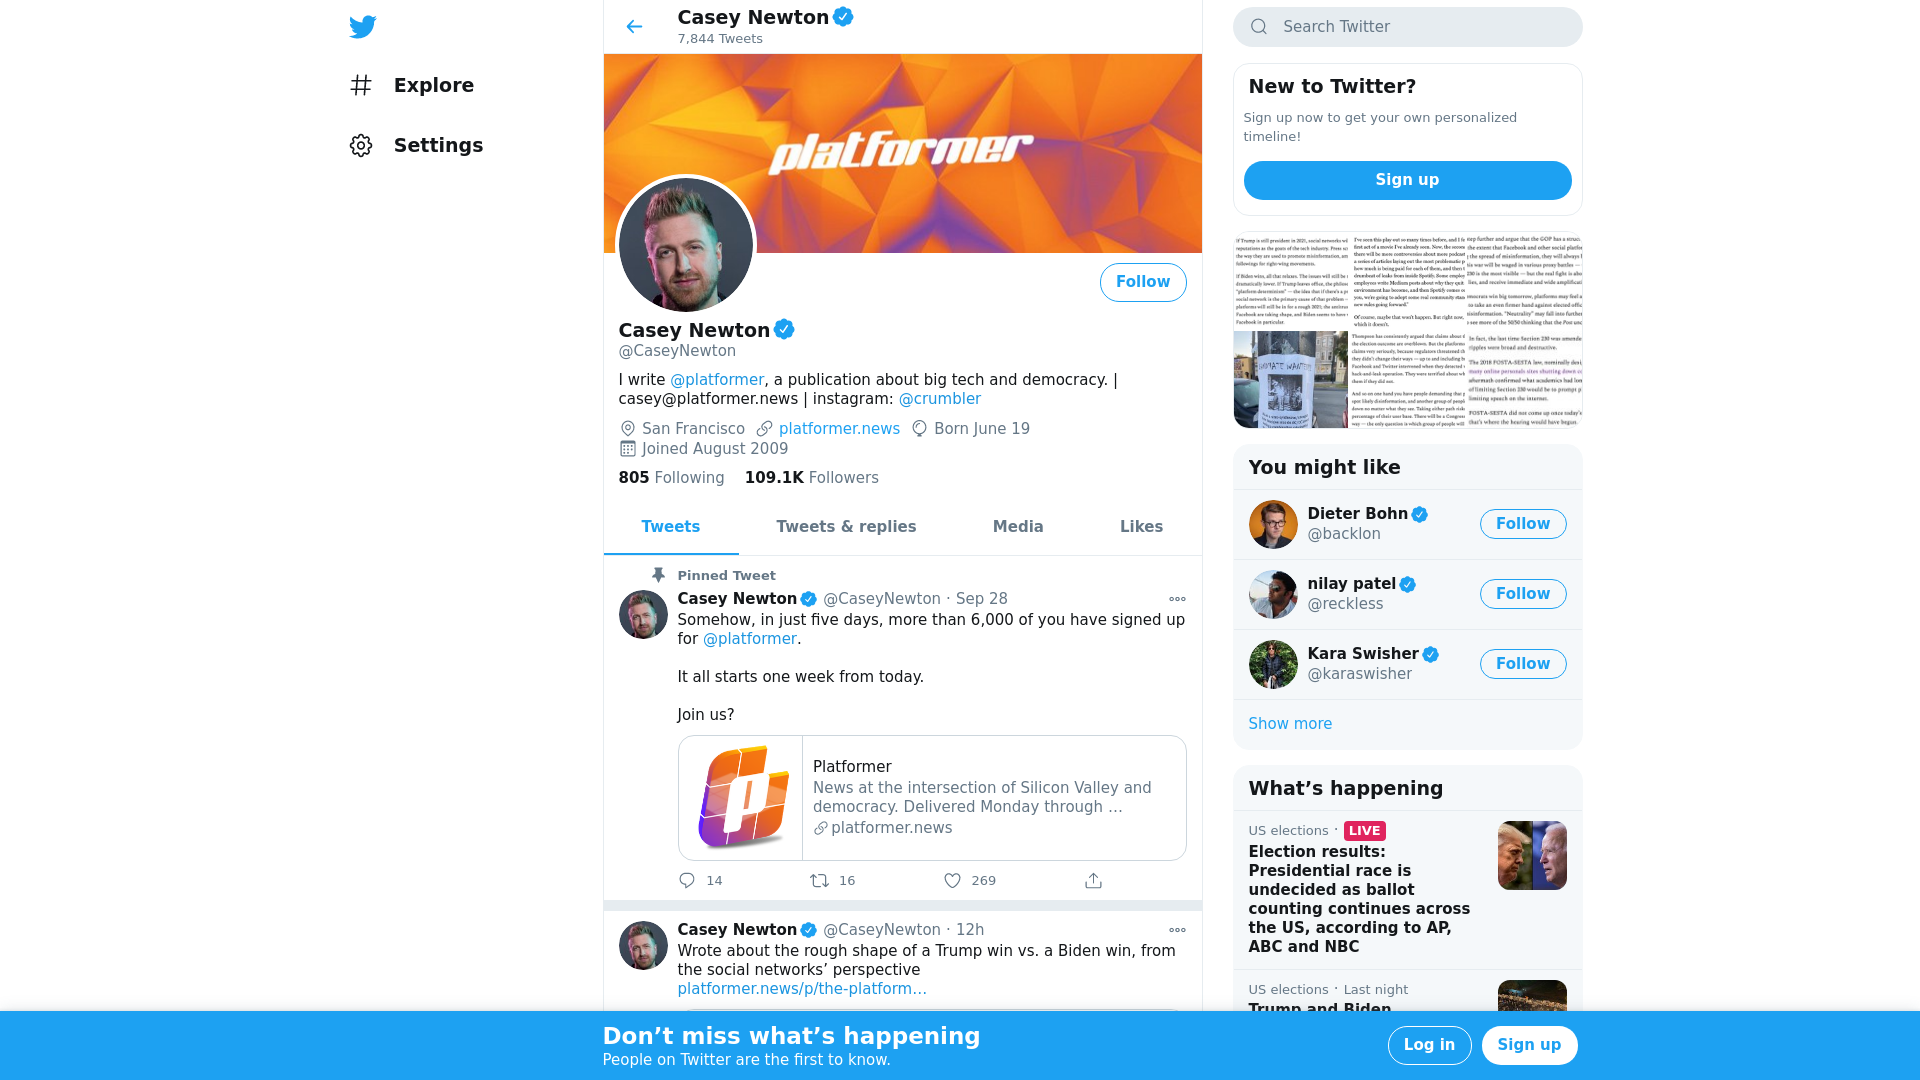 Casey Newton
7,844 Tweets
Explore
Settings
platformer
Follow
Casey Newton
@CaseyNewton
I write @platformer, a publication about big tech and democracy. |
casey@platformer.news | instagram: @crumbler
San Francisco platformer.news Born June 19
Joined August 2009
805 Following 109.1K Followers
Tweets Tweets & replies Media Likes
Pinned Tweet
Casey Newton @CaseyNewton · Sep 28
Somehow, in just five days, more than 6,000 of you have signed up
for @platformer.
It all starts one week from today.
Join us?
Platformer
News at the intersection of Silicon Valley and
democracy. Delivered Monday through …
platformer.news
14 16 269
Casey Newton @CaseyNewton · 12h
Wrote about the rough shape of a Trump win vs. a Biden win, from
the social networks’ perspective
platformer.news/p/the-platform…
Search Twitter
New to Twitter?
Sign up now to get your own personalized
timeline!
Sign up
You might like
Dieter Bohn
@backlon
Follow
nilay patel
@reckless
Follow
Kara Swisher
@karaswisher
Follow
Show more
What’s happening
US elections · LIVE
Election results:
Presidential race is
undecided as ballot
counting continues across
the US, according to AP,
ABC and NBC
US elections · Last night
Trump and Biden
Don’t miss what’s happening
People on Twitter are the first to know.
Log in
Sign up